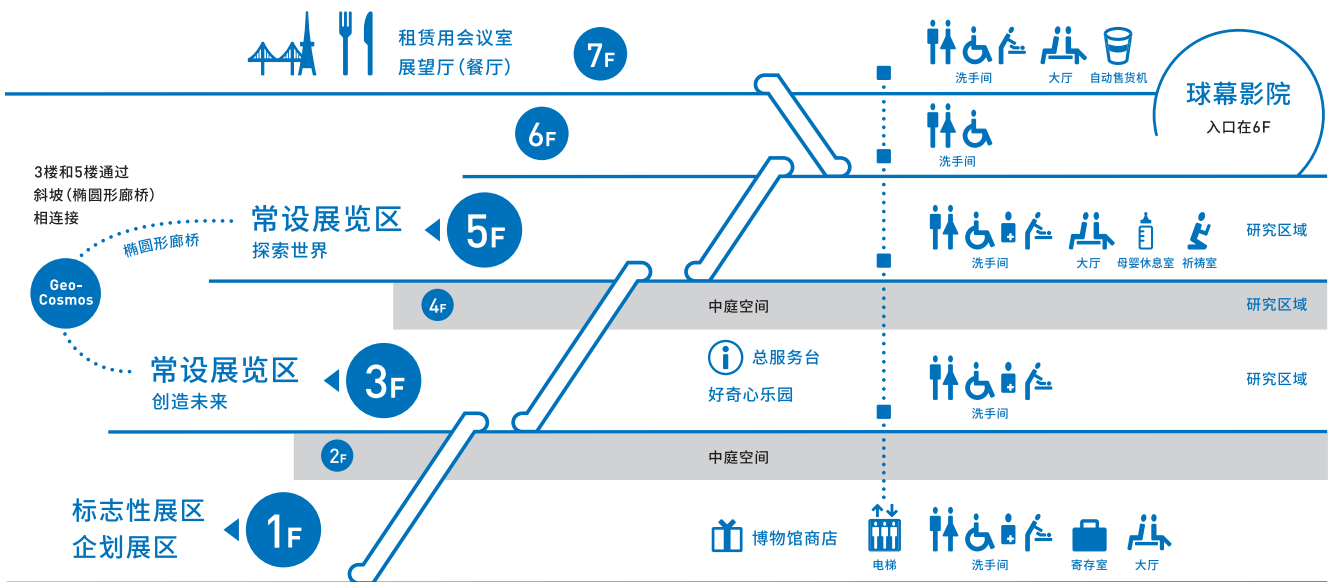 租赁用会议室
展望厅（餐厅）
7F
洗手间
大厅
自动售货机
球幕影院
入口在6F
6F
洗手间
3楼和5楼通过
斜坡（椭圆形廊桥）
相连接
椭圆形廊桥
常设展览区
探索世界
5F
洗手间
大厅
母婴休息室
祈祷室
研究区域
Geo-
Cosmos
4F
中庭空间
研究区域
常设展览区
创造未来
3F
总服务台
好奇心乐园
洗手间
研究区域
2F
中庭空间
标志性展区
企划展区
1F
博物馆商店
电梯
洗手间
寄存室
大厅